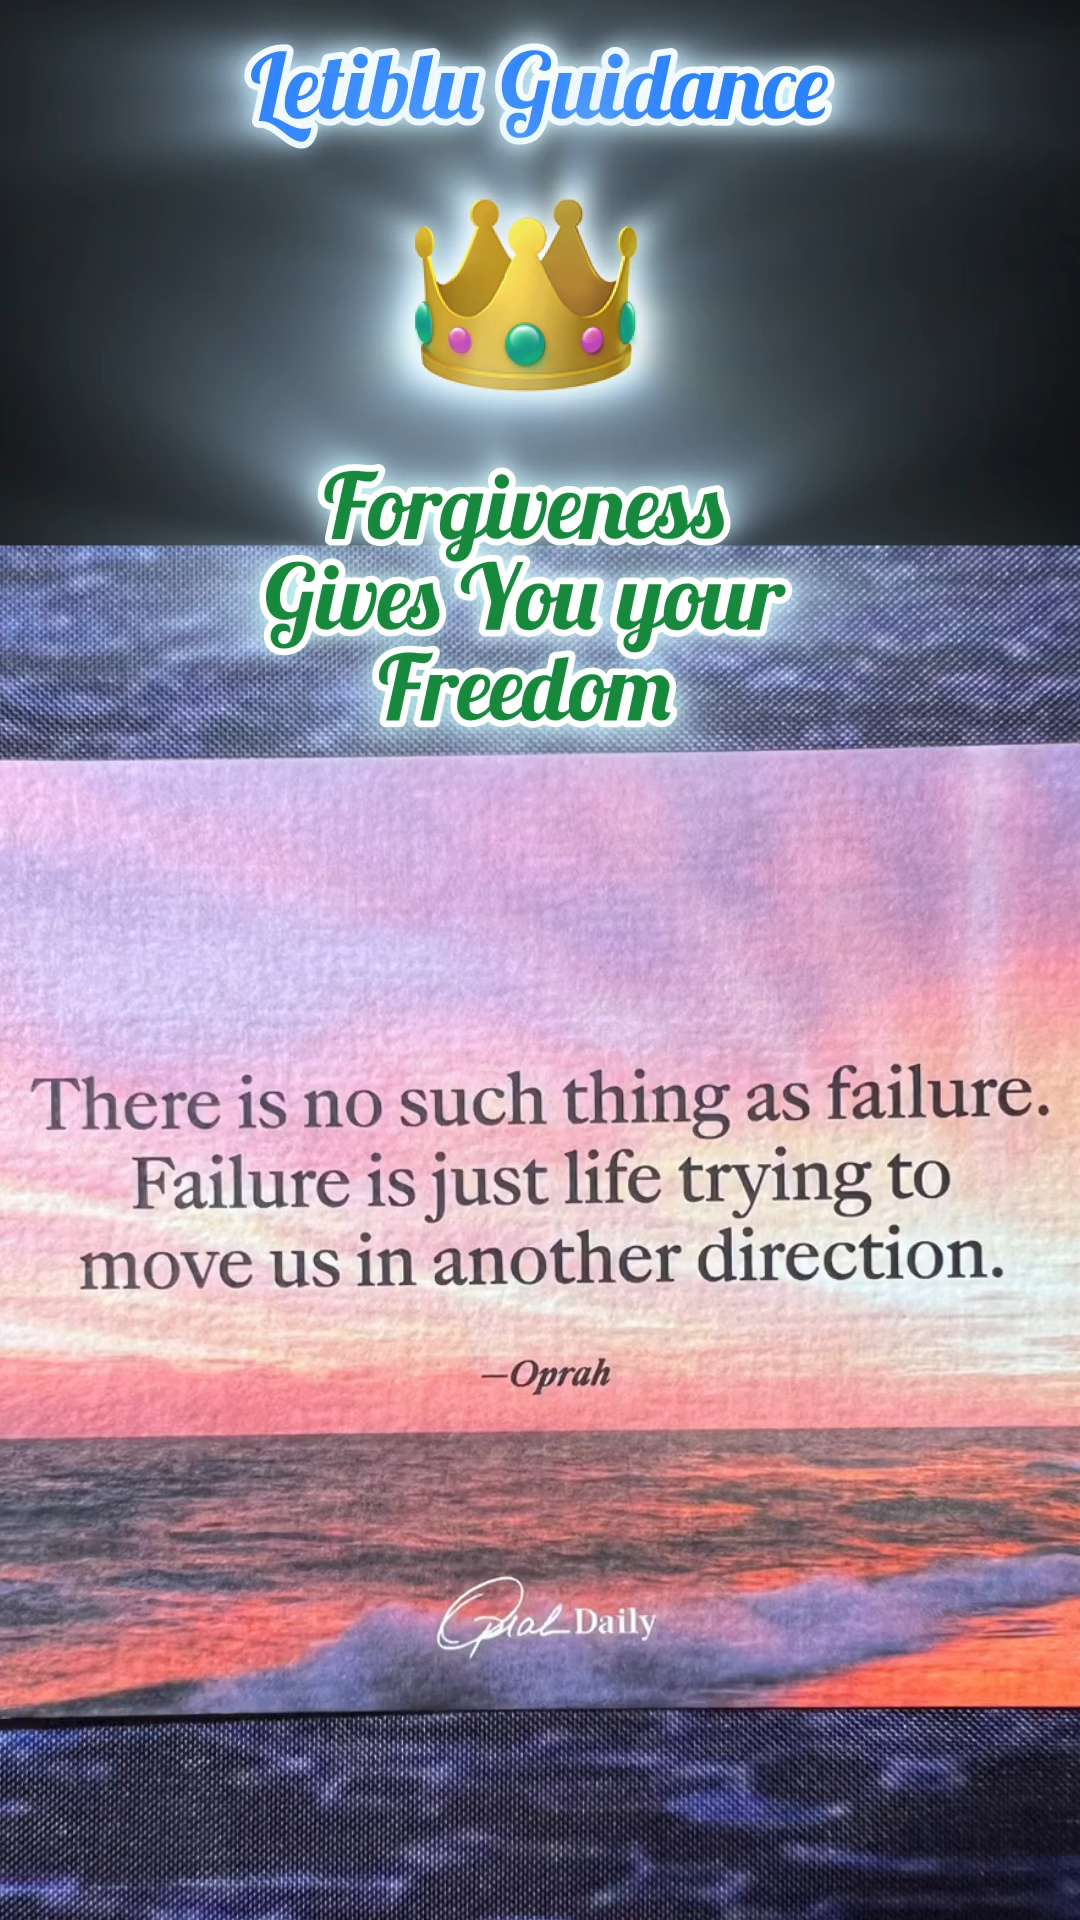 Letiblu Guidance
Forgiveness
Gives You your
Freedom
There is no such thing as failure.
Failure is just life trying to
move us in another direction.
—Oprah
Oprah Daily